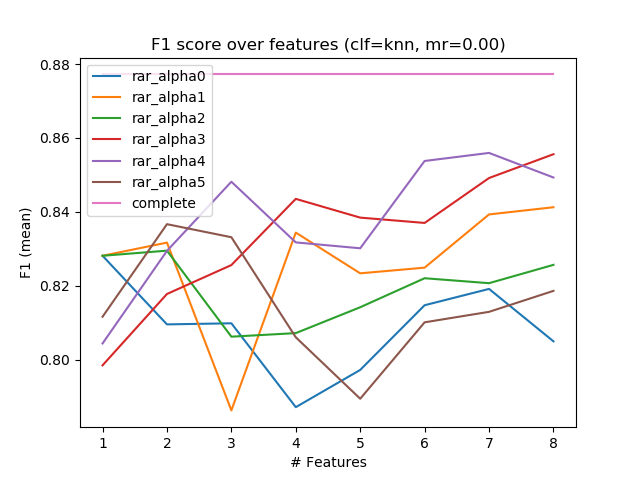 F1 score over features (clf=knn, mr=0.00)
0.88
0.86
0.84
0.82
0.80
F1 (mean)
rar_alpha0
rar_alpha1
rar_alpha2
rar_alpha3
rar_alpha4
rar_alpha5
complete
1 2 3 4 5 6 7 8
# Features